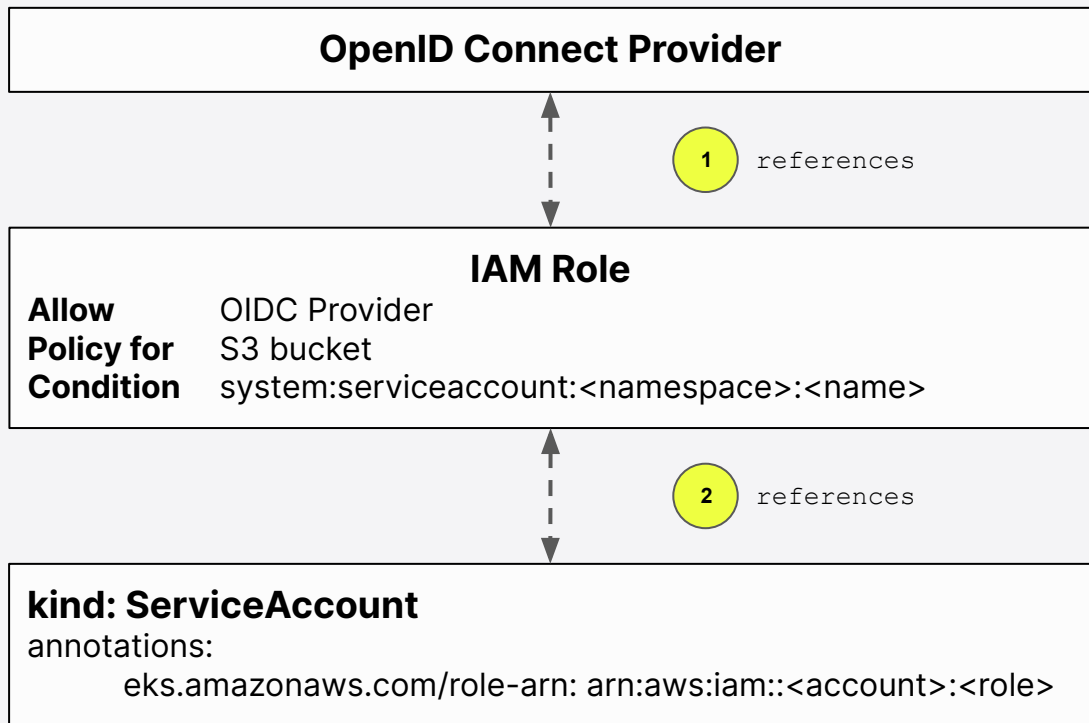 OpenID Connect Provider
1 references
IAM Role
Allow OIDC Provider
Policy for S3 bucket
Condition system:serviceaccount:<namespace>:<name>
2 references
kind: ServiceAccount
annotations:
eks.amazonaws.com/role-arn: arn:aws:iam::<account>:<role>